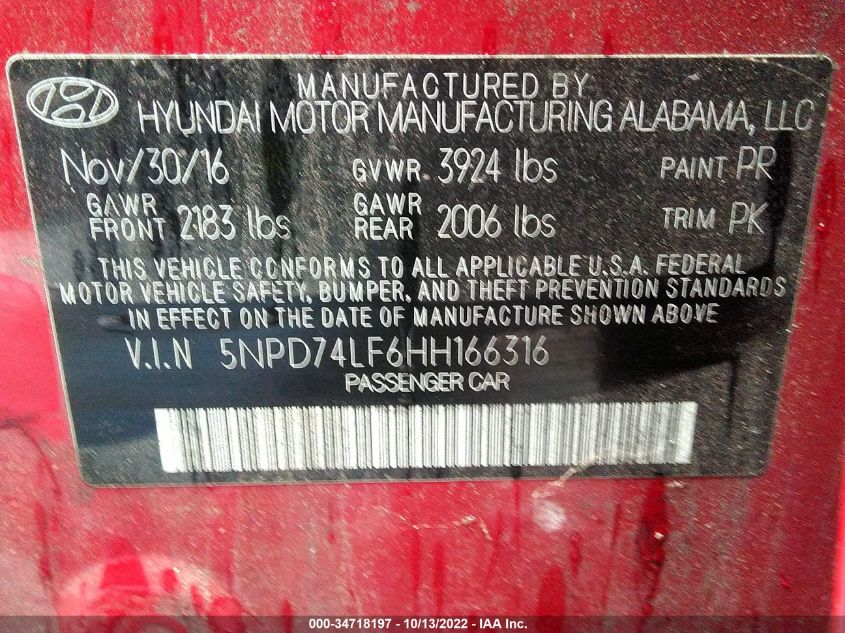 MANUFACTURED BY
HYUNDAI MOTOR MANUFACTURING ALABAMA, LLC
Nov/30/16 GVWR 3924 lbs PAINT PR
GAWR FRONT 2183 lbs GAWR REAR 2006 lbs TRIM PK
THIS VEHICLE CONFORMS TO ALL APPLICABLE U.S.A. FEDERAL
MOTOR VEHICLE SAFETY, BUMPER, AND THEFT PREVENTION STANDARDS
IN EFFECT ON THE DATE OF MANUFACTURE SHOWN ABOVE.
V.I.N 5NPD74LF6HH166316
PASSENGER CAR
000-34718197 - 10/13/2022 - IAA Inc.